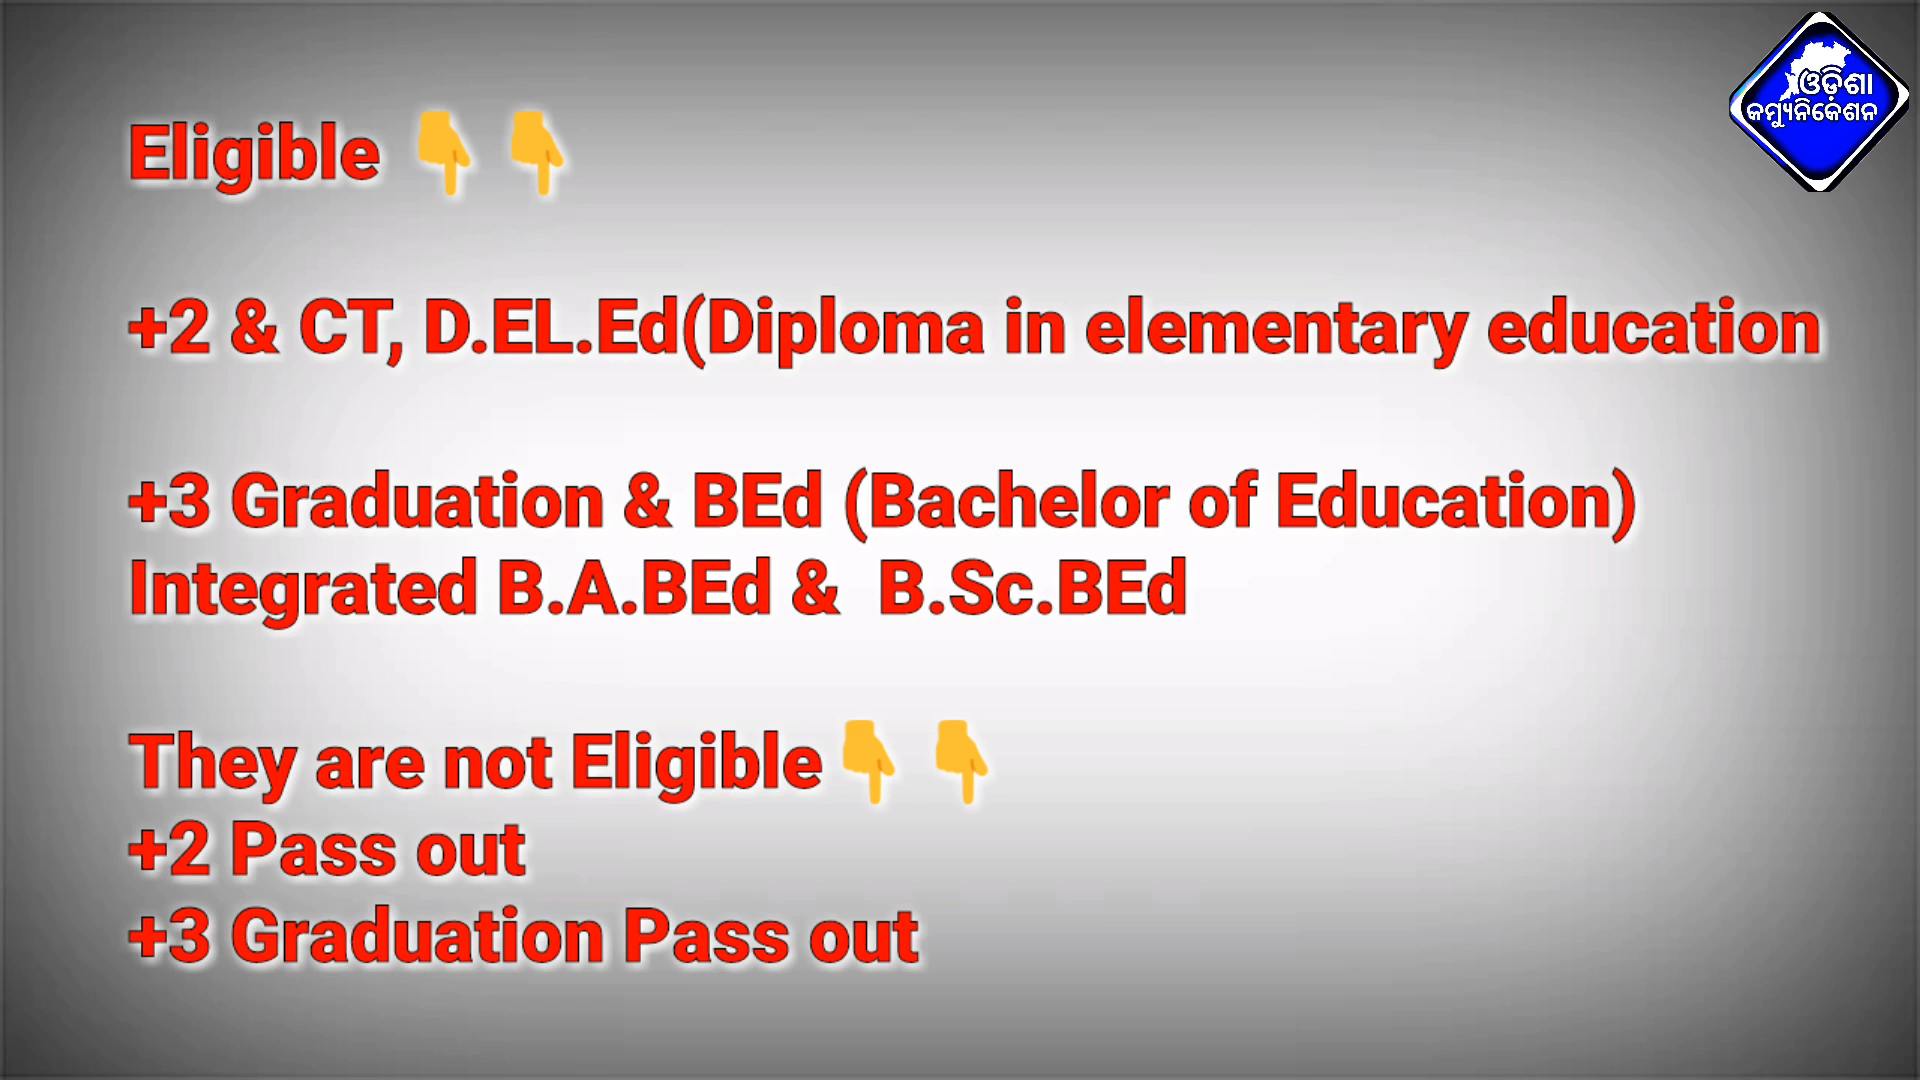 ଓଡ଼ିଶା
କମ୍ୟୁନିକେଶନ
Eligible 👇 👇
+2 & CT, D.EL.Ed(Diploma in elementary education
+3 Graduation & BEd (Bachelor of Education)
Integrated B.A.BEd & B.Sc.BEd
They are not Eligible 👇 👇
+2 Pass out
+3 Graduation Pass out